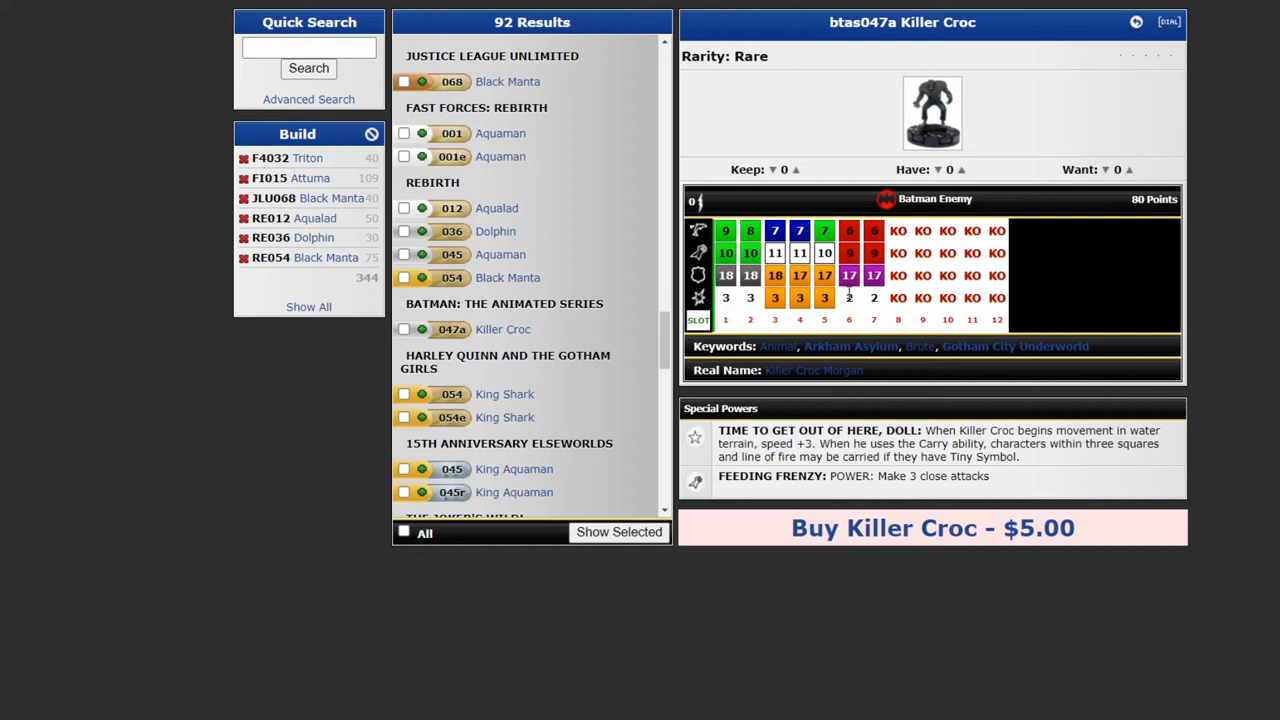 Quick Search
Search
Advanced Search
Build
F4032 Triton 40
FI015 Attuma 109
JLU068 Black Manta 40
RE012 Aqualad 50
RE036 Dolphin 30
RE054 Black Manta 75
344
Show All
92 Results
JUSTICE LEAGUE UNLIMITED
068 Black Manta
FAST FORCES: REBIRTH
001 Aquaman
001e Aquaman
REBIRTH
012 Aqualad
036 Dolphin
045 Aquaman
054 Black Manta
BATMAN: THE ANIMATED SERIES
047a Killer Croc
HARLEY QUINN AND THE GOTHAM
GIRLS
054 King Shark
054e King Shark
15TH ANNIVERSARY ELSEWORLDS
045 King Aquaman
045r King Aquaman
All Show Selected
btas047a Killer Croc [DIAL]
Rarity: Rare
Keep: 0 Have: 0 Want: 0
0 Batman Enemy 80 Points
9 8 7 7 7 6 6 KO KO KO KO KO
10 10 11 11 10 9 9 KO KO KO KO KO
18 18 18 17 17 17 17 KO KO KO KO KO
3 3 3 3 3 2 2 KO KO KO KO KO
SLOT 1 2 3 4 5 6 7 8 9 10 11 12
Keywords: Animal, Arkham Asylum, Brute, Gotham City Underworld
Real Name: Killer Croc Morgan
Special Powers
TIME TO GET OUT OF HERE, DOLL: When Killer Croc begins movement in water
terrain, speed +3. When he uses the Carry ability, characters within three squares
and line of fire may be carried if they have Tiny Symbol.
FEEDING FRENZY: POWER: Make 3 close attacks
Buy Killer Croc - $5.00